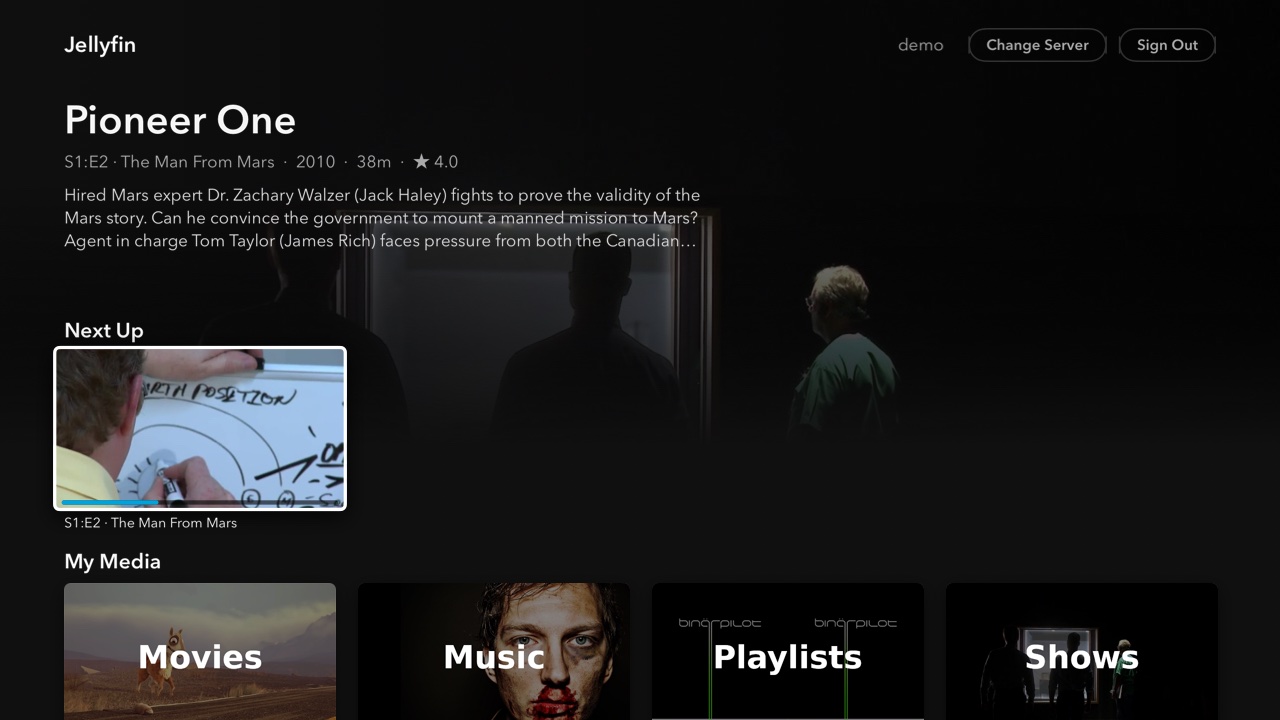 Jellyfin
demo
Change Server
Sign Out
Pioneer One
S1:E2 · The Man From Mars · 2010 · 38m · ★ 4.0
Hired Mars expert Dr. Zachary Walzer (Jack Haley) fights to prove the validity of the
Mars story. Can he convince the government to mount a manned mission to Mars?
Agent in charge Tom Taylor (James Rich) faces pressure from both the Canadian…
Next Up
POSITION
S1:E2 · The Man From Mars
My Media
binärpilot binärpilot
Movies
Music
Playlists
Shows